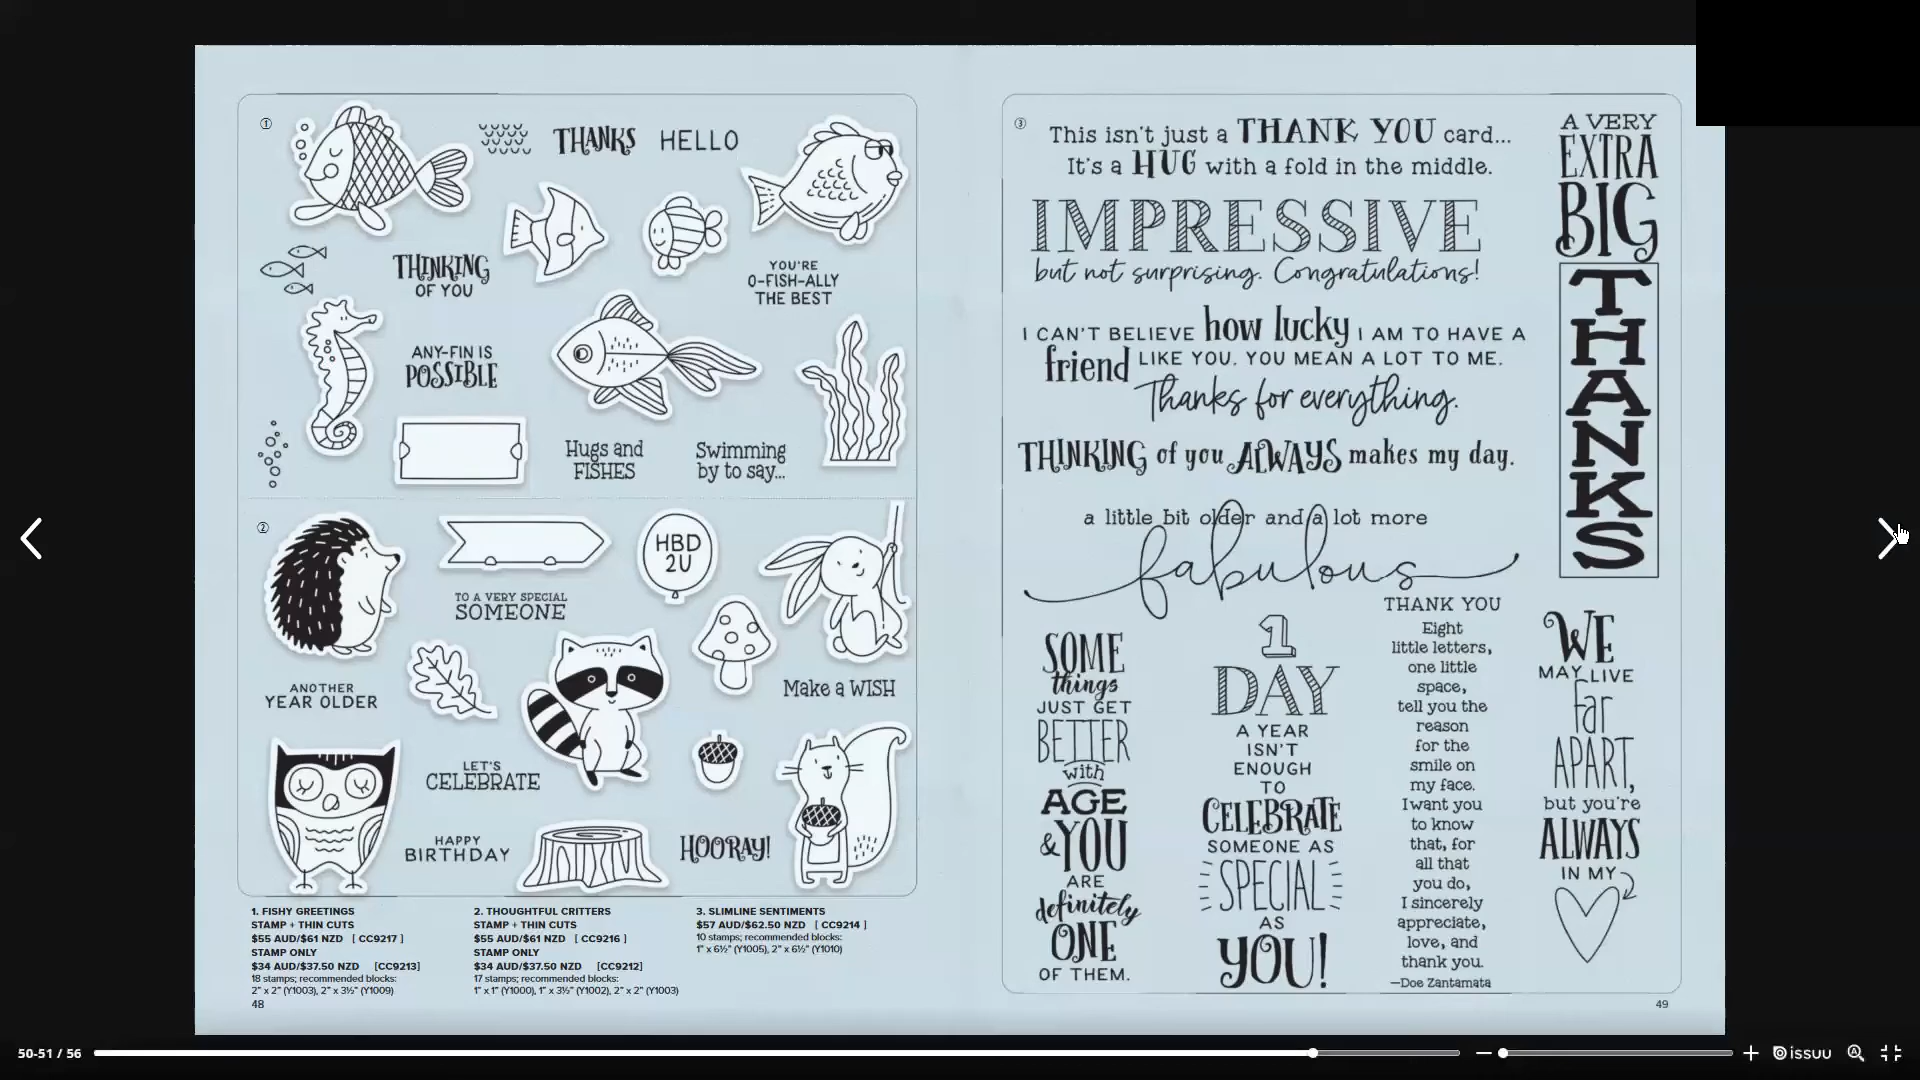 ①
THANKS
HELLO
THINKING
OF YOU
YOU'RE
O-FISH-ALLY
THE BEST
ANY-FIN IS
POSSIBLE
Hugs and
FISHES
Swimming
by to say...
②
HBD
2U
TO A VERY SPECIAL
SOMEONE
ANOTHER
YEAR OLDER
Make a WISH
LET'S
CELEBRATE
HAPPY
BIRTHDAY
HOORAY!
1. FISHY GREETINGS
STAMP + THIN CUTS
$55 AUD/$61 NZD [ CC9217 ]
STAMP ONLY
$34 AUD/$37.50 NZD [CC9213]
18 stamps; recommended blocks:
2" x 2" (Y1003), 2" x 3½" (Y1009)
48
2. THOUGHTFUL CRITTERS
STAMP + THIN CUTS
$55 AUD/$61 NZD [ CC9216 ]
STAMP ONLY
$34 AUD/$37.50 NZD [CC9212]
17 stamps; recommended blocks:
1" x 1" (Y1000), 1" x 3½" (Y1002), 2" x 2" (Y1003)
3. SLIMLINE SENTIMENTS
$57 AUD/$62.50 NZD [ CC9214 ]
10 stamps; recommended blocks:
1" x 6½" (Y1005), 2" x 6½" (Y1010)
③
This isn't just a THANK YOU card...
It's a HUG with a fold in the middle.
IMPRESSIVE
but not surprising. Congratulations!
I CAN'T BELIEVE how lucky I AM TO HAVE A
friend LIKE YOU. YOU MEAN A LOT TO ME.
Thanks for everything.
THINKING of you ALWAYS makes my day.
a little bit older and a lot more
fabulous
A VERY
EXTRA
BIG
THANKS
SOME
things
JUST GET
BETTER
with
AGE
&YOU
ARE
definitely
ONE
OF THEM.
1
DAY
A YEAR
ISN'T
ENOUGH
TO
CELEBRATE
SOMEONE AS
SPECIAL
AS
YOU!
THANK YOU
Eight
little letters,
one little
space,
tell you the
reason
for the
smile on
my face.
I want you
to know
that, for
all that
you do,
I sincerely
appreciate,
love, and
thank you.
—Doe Zantamata
WE
MAY LIVE
far
APART,
but you're
ALWAYS
IN MY
49
50-51 / 56
issuu